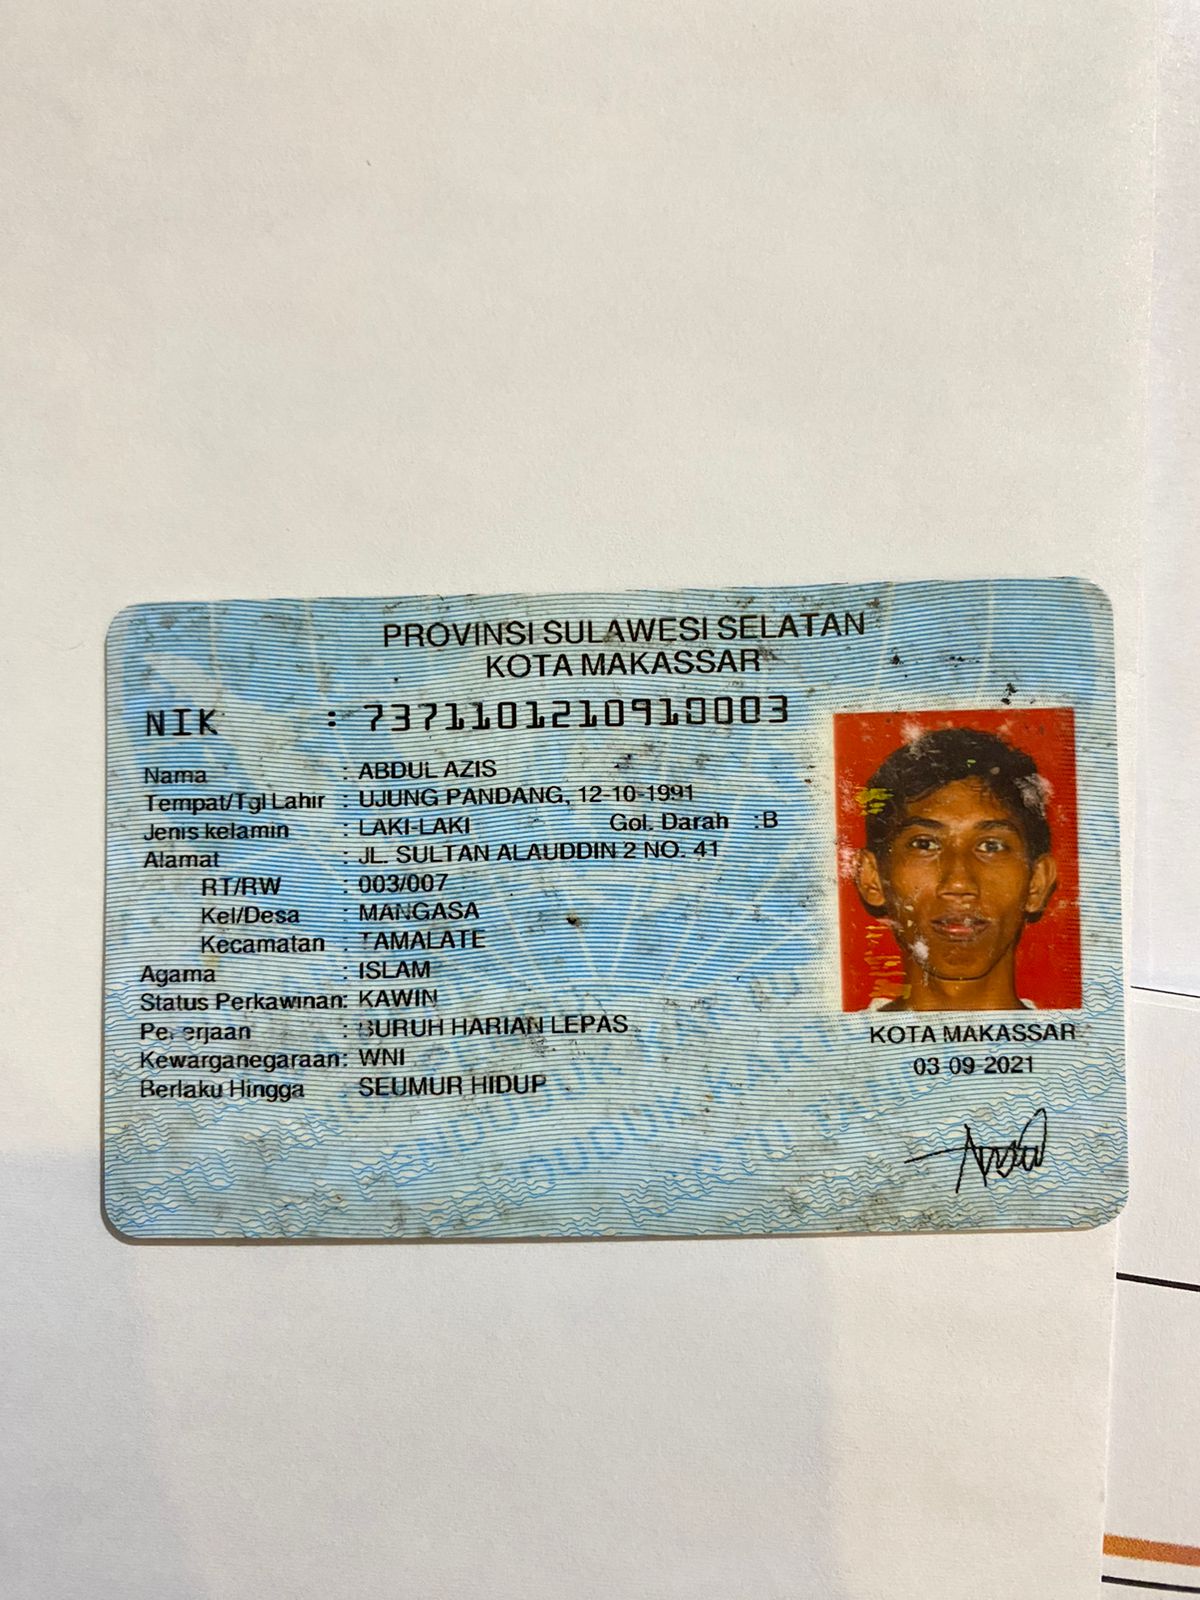 PROVINSI SULAWESI SELATAN
KOTA MAKASSAR
NIK : 7371101210910003
Nama : ABDUL AZIS
Tempat/Tgl Lahir : UJUNG PANDANG, 12-10-1991
Jenis kelamin : LAKI-LAKI Gol. Darah : B
Alamat : JL. SULTAN ALAUDDIN 2 NO. 41
RT/RW : 003/007
Kel/Desa : MANGASA
Kecamatan : TAMALATE
Agama : ISLAM
Status Perkawinan: KAWIN
Pekerjaan : BURUH HARIAN LEPAS
Kewarganegaraan: WNI
Berlaku Hingga : SEUMUR HIDUP
KOTA MAKASSAR
03-09-2021